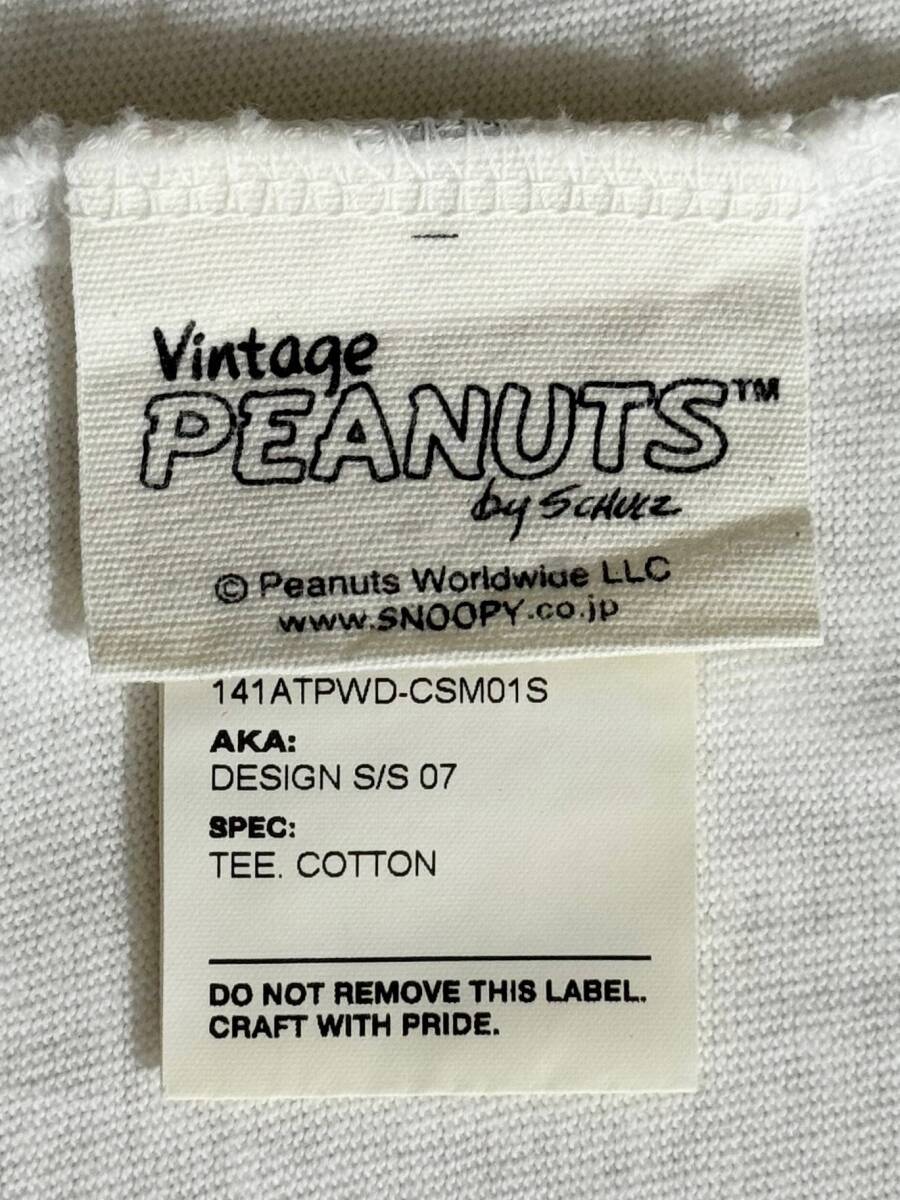 Vintage
PEANUTS™
by SCHULZ
© Peanuts Worldwide LLC
www.SNOOPY.co.jp
141ATPWD-CSM01S
AKA:
DESIGN S/S 07
SPEC:
TEE. COTTON
DO NOT REMOVE THIS LABEL.
CRAFT WITH PRIDE.